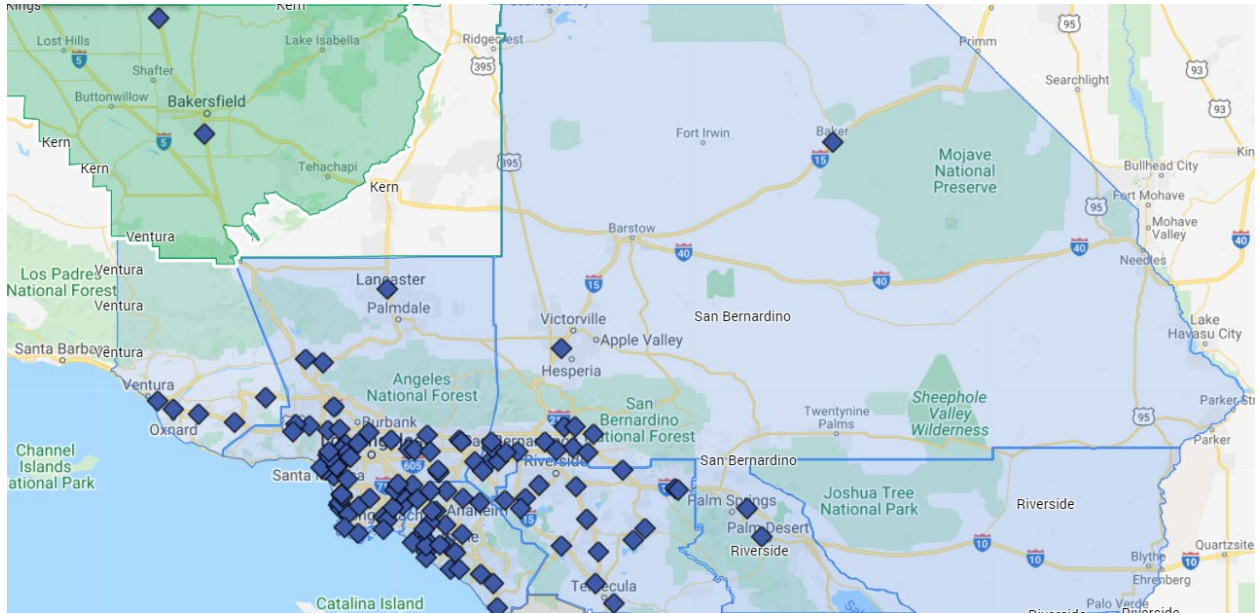 Kings
Kern
Kern
Lost Hills
5
Lake Isabella
Ridgecrest
395
Primm
95
Searchlight
93
93
Shafter
Buttonwillow
Bakersfield
Kern
Kern
5
Tehachapi
Kern
395
Fort Irwin
Baker
15
Mojave
National
Preserve
Bullhead City
Fort Mohave
95
Mohave
Valley
40
Needles
Ventura
Barstow
40
40
40
15
Los Padres
National Forest
Ventura
Ventura
Ventura
Lancaster
Palmdale
Victorville
Apple Valley
Hesperia
San Bernardino
Lake
Havasu City
Santa Barbara
Ventura
Oxnard
Angeles
National Forest
Burbank
San
Bernardino
National Forest
Twentynine
Palms
Sheephole
Valley
Wilderness
95
Parker
San Bernardino
Riverside
605
Channel
Islands
National Park
Anaheim
15
Palm Springs
Palm Desert
Riverside
Joshua Tree
National Park
Riverside
10
10
10
Blythe
Ehrenberg
Quartzsite
Temecula
Catalina Island
Palo Verde
Riverside
Riverside